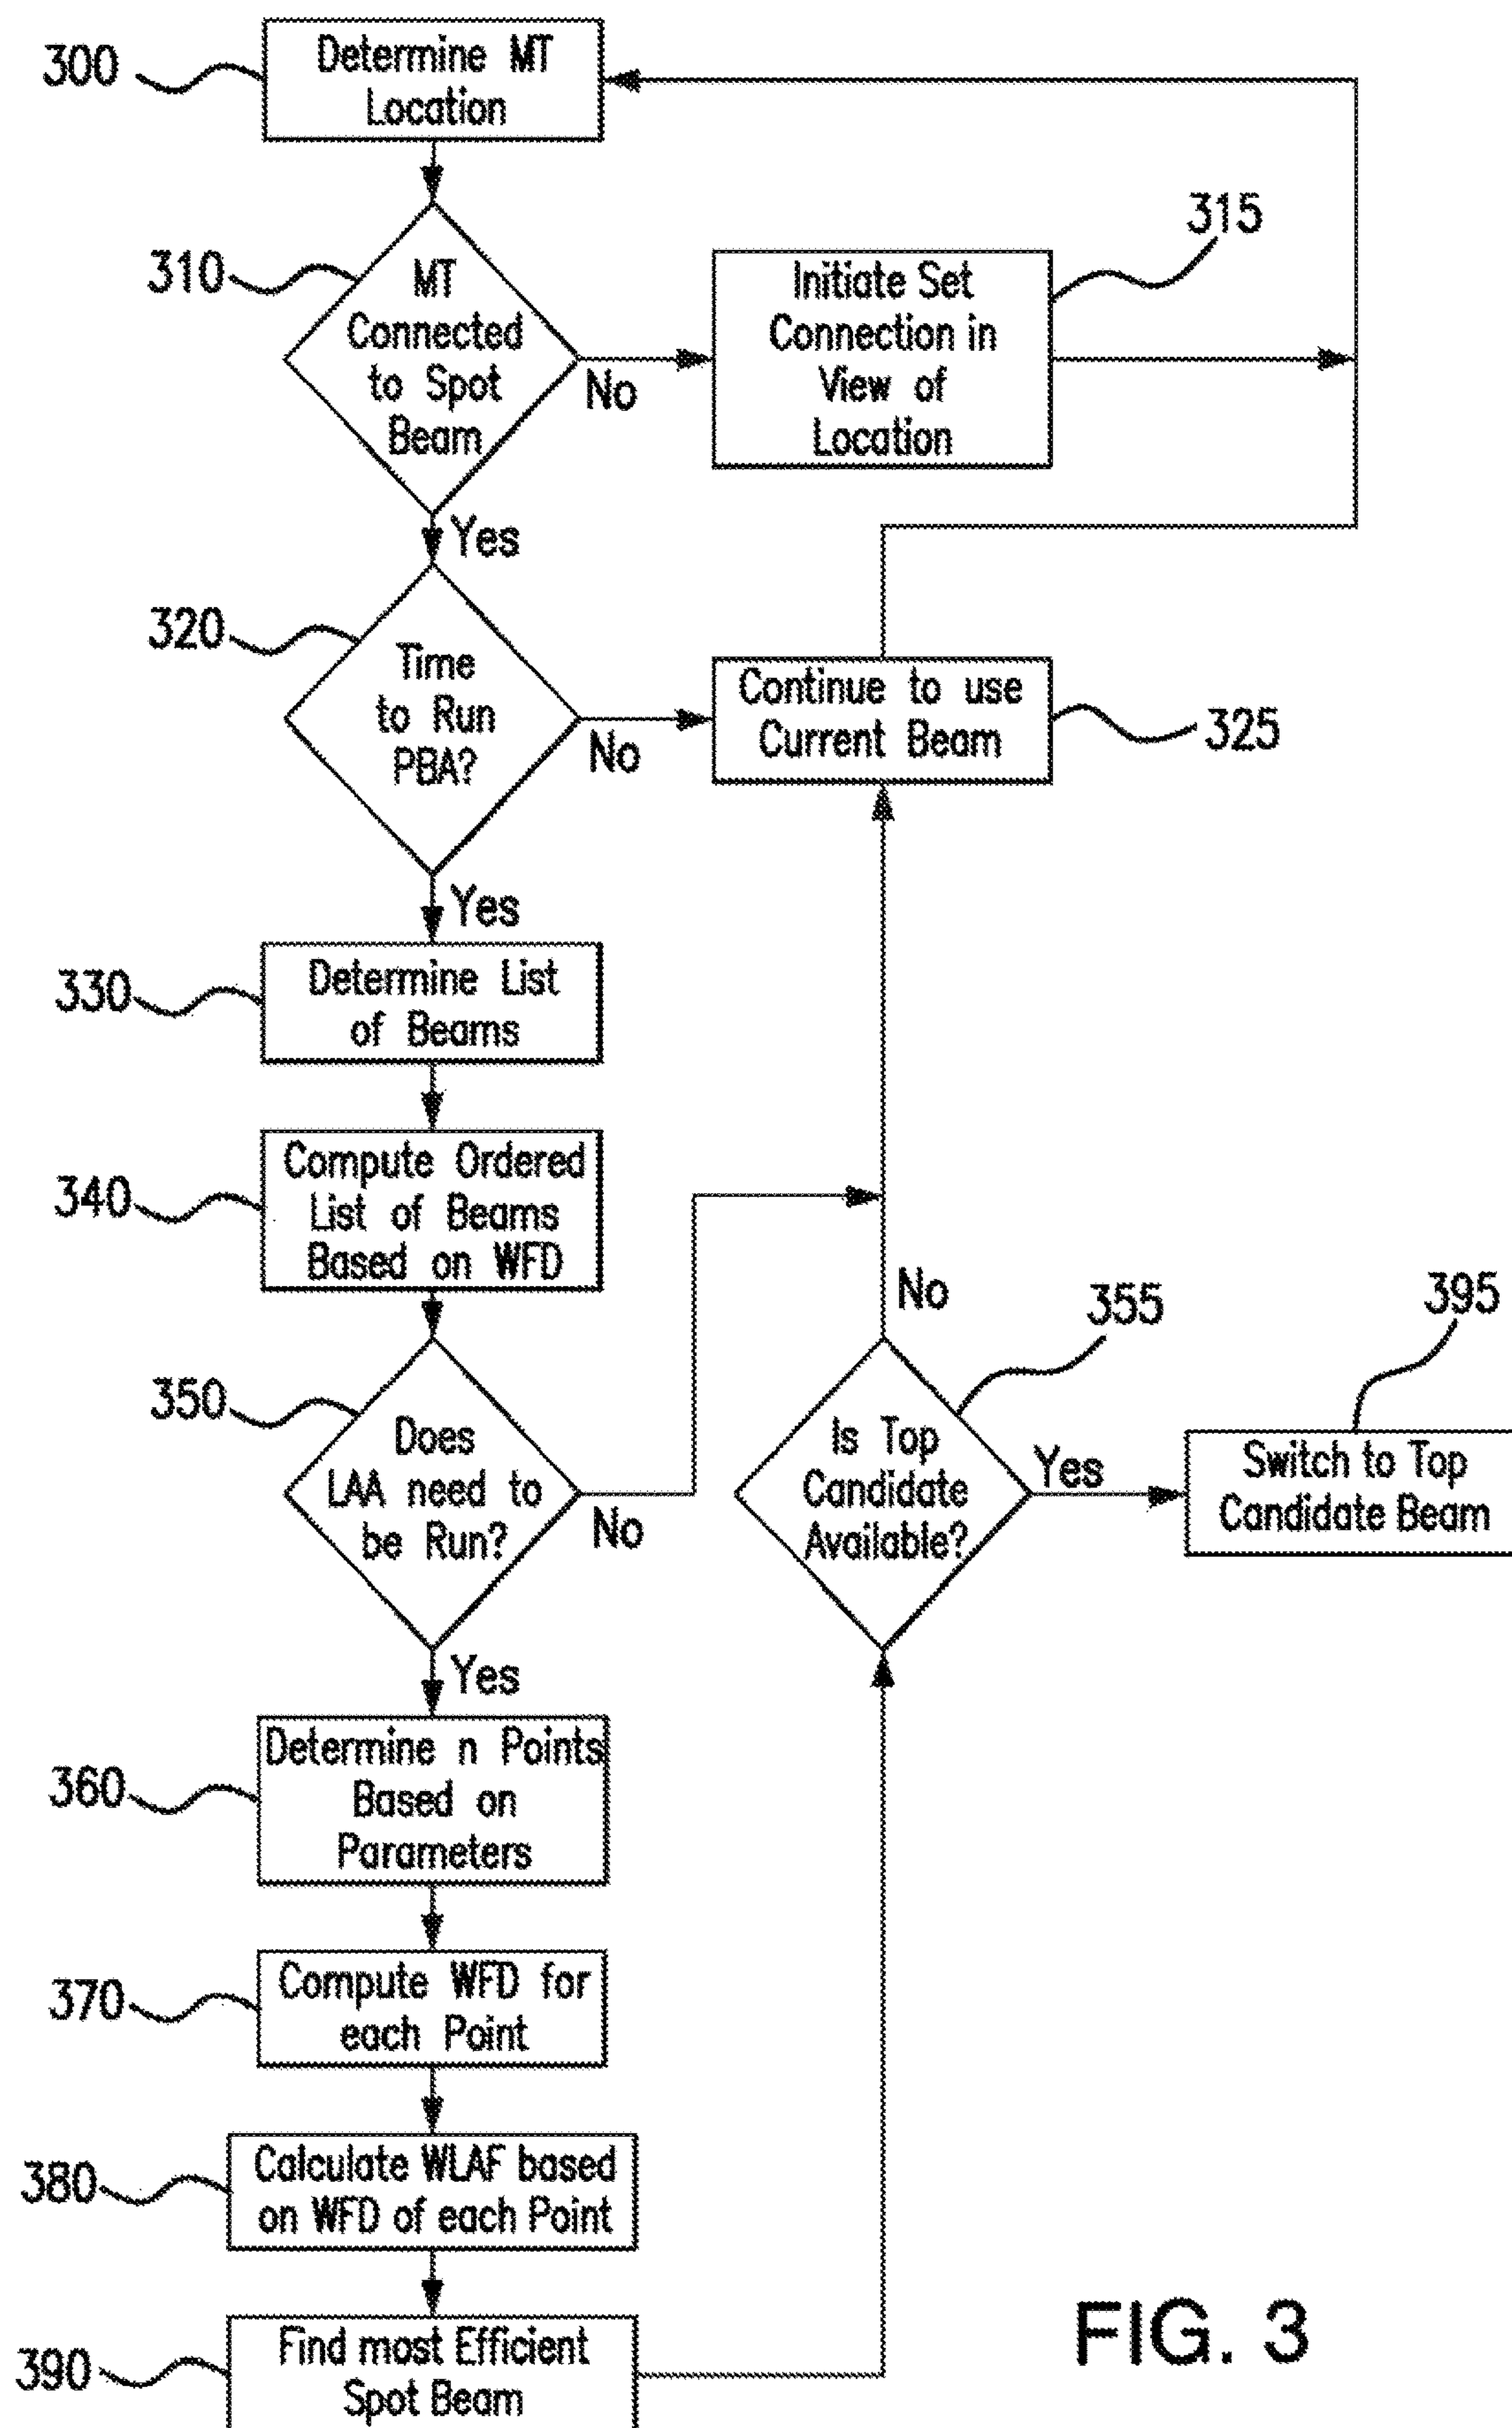 300
Determine MT
Location
310
MT
Connected
to Spot
Beam
No
Yes
315
Initiate Set
Connection in
View of
Location
320
Time
to Run
PBA?
No
Yes
Continue to use
Current Beam
325
330
Determine List
of Beams
340
Compute Ordered
List of Beams
Based on WFD
350
Does
LAA need to
be Run?
No
Yes
No
355
Is Top
Candidate
Available?
Yes
395
Switch to Top
Candidate Beam
360
Determine n Points
Based on
Parameters
370
Compute WFD for
each Point
380
Calculate WLAF based
on WFD of each Point
390
Find most Efficient
Spot Beam
FIG. 3